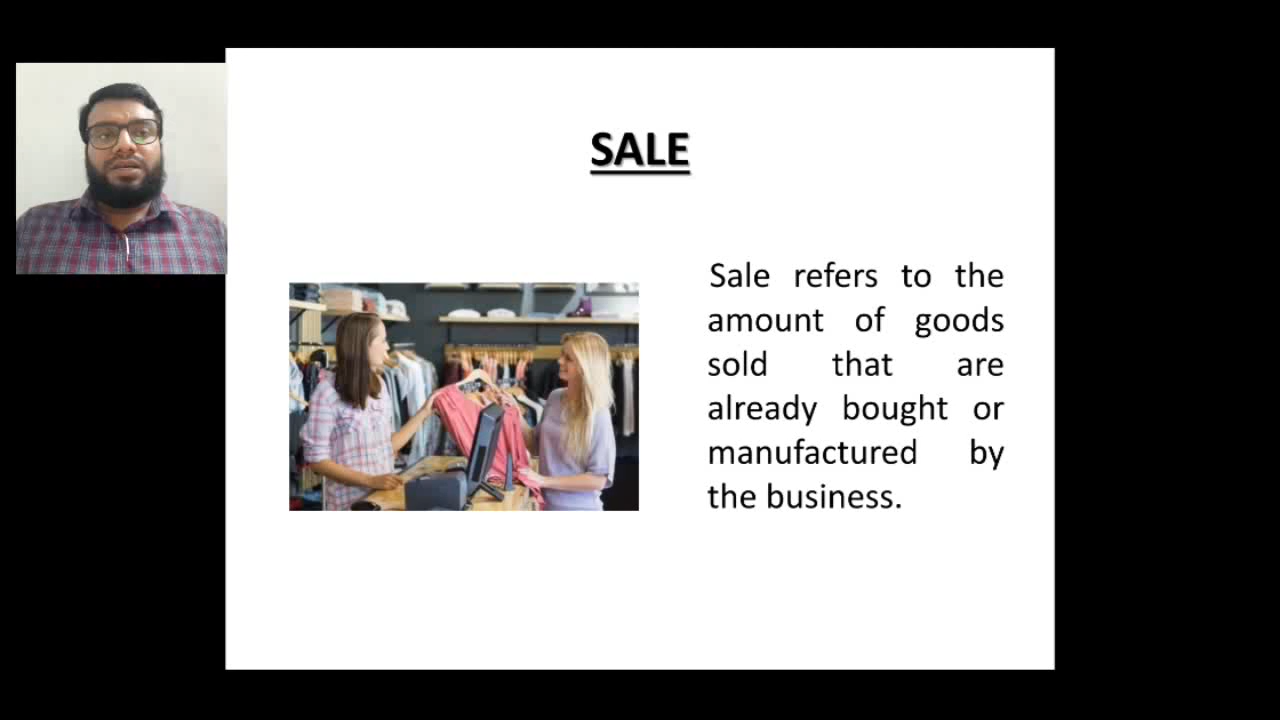 SALE
Sale refers to the
amount of goods
sold that are
already bought or
manufactured by
the business.